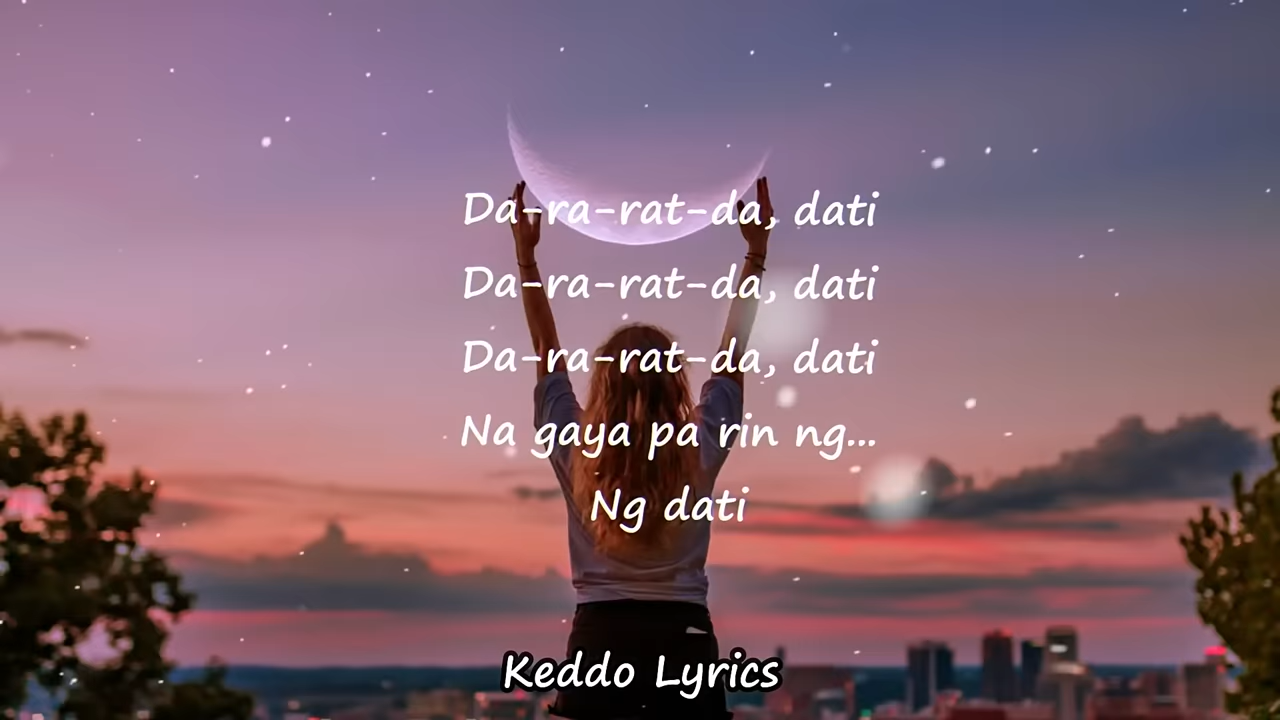 Da-ra-rat-da, dati
Da-ra-rat-da, dati
Da-ra-rat-da, dati
Na gaya pa rin ng...
Ng dati
Keddo Lyrics